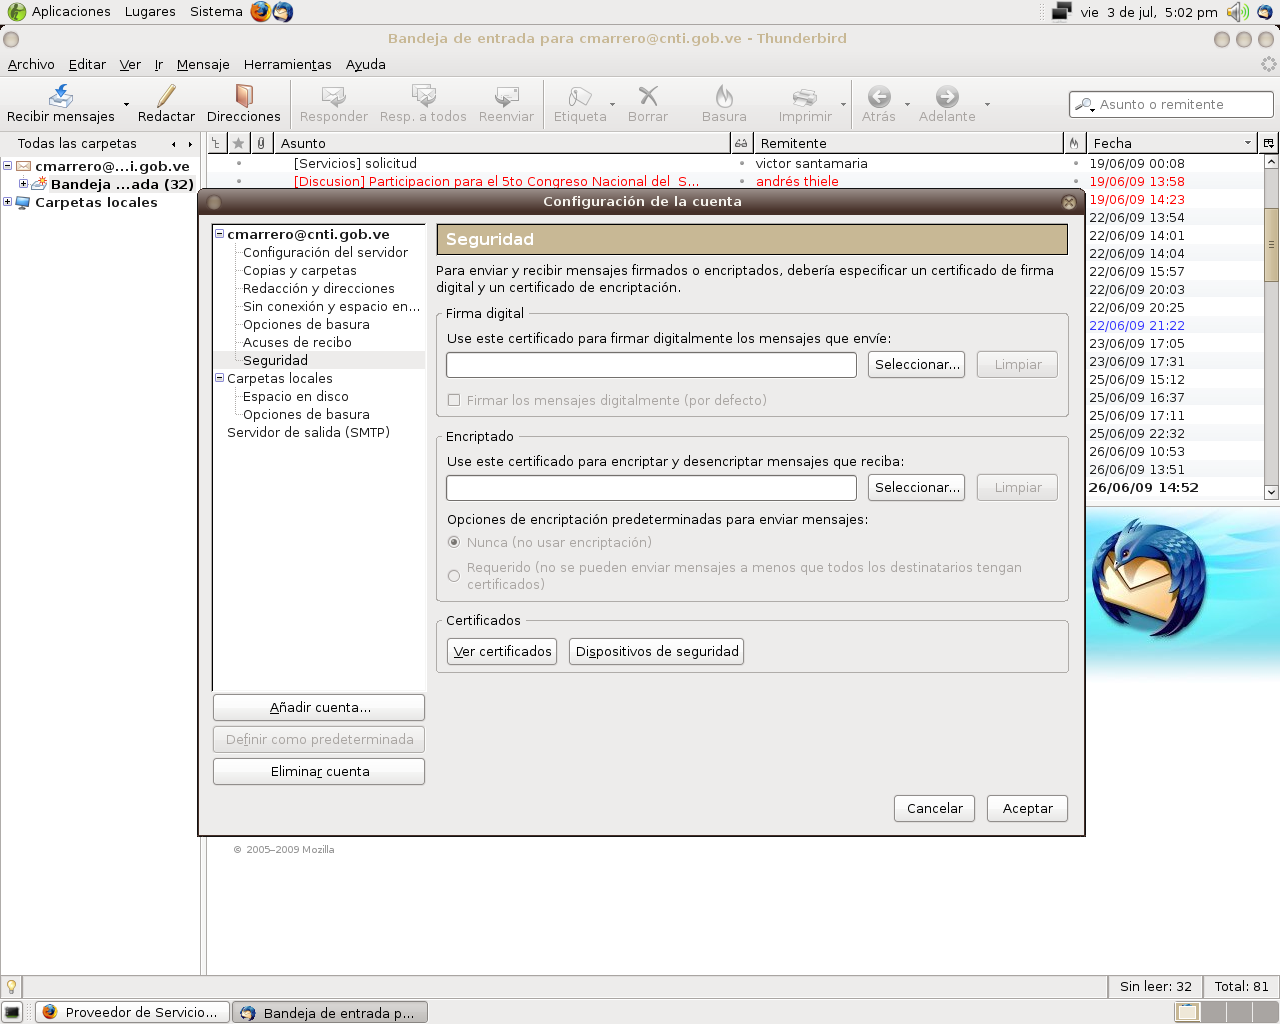 Aplicaciones Lugares Sistema
vie 3 de jul, 5:02 pm
Bandeja de entrada para cmarrero@cnti.gob.ve - Thunderbird
Archivo Editar Ver Ir Mensaje Herramientas Ayuda
Recibir mensajes Redactar Direcciones Responder Resp. a todos Reenviar Etiqueta Borrar Basura Imprimir Atrás Adelante
Asunto o remitente
Todas las carpetas
Asunto Remitente Fecha
cmarrero@...i.gob.ve
Bandeja ...ada (32)
Carpetas locales
[Servicios] solicitud victor santamaria 19/06/09 00:08
[Discusion] Participacion para el 5to Congreso Nacional del S... andrés thiele 19/06/09 13:58
19/06/09 14:23
22/06/09 13:54
22/06/09 14:01
22/06/09 14:04
22/06/09 15:57
22/06/09 20:03
22/06/09 20:25
22/06/09 21:22
23/06/09 17:05
23/06/09 17:31
25/06/09 15:12
25/06/09 16:37
25/06/09 17:11
25/06/09 22:32
26/06/09 10:53
26/06/09 13:51
26/06/09 14:52
Configuración de la cuenta
cmarrero@cnti.gob.ve
Configuración del servidor
Copias y carpetas
Redacción y direcciones
Sin conexión y espacio en...
Opciones de basura
Acuses de recibo
Seguridad
Carpetas locales
Espacio en disco
Opciones de basura
Servidor de salida (SMTP)
Añadir cuenta...
Definir como predeterminada
Eliminar cuenta
Seguridad
Para enviar y recibir mensajes firmados o encriptados, debería especificar un certificado de firma
digital y un certificado de encriptación.
Firma digital
Use este certificado para firmar digitalmente los mensajes que envíe:
Seleccionar... Limpiar
Firmar los mensajes digitalmente (por defecto)
Encriptado
Use este certificado para encriptar y desencriptar mensajes que reciba:
Seleccionar... Limpiar
Opciones de encriptación predeterminadas para enviar mensajes:
Nunca (no usar encriptación)
Requerido (no se pueden enviar mensajes a menos que todos los destinatarios tengan
certificados)
Certificados
Ver certificados Dispositivos de seguridad
Cancelar Aceptar
© 2005–2009 Mozilla
Sin leer: 32 Total: 81
Proveedor de Servicio... Bandeja de entrada p...